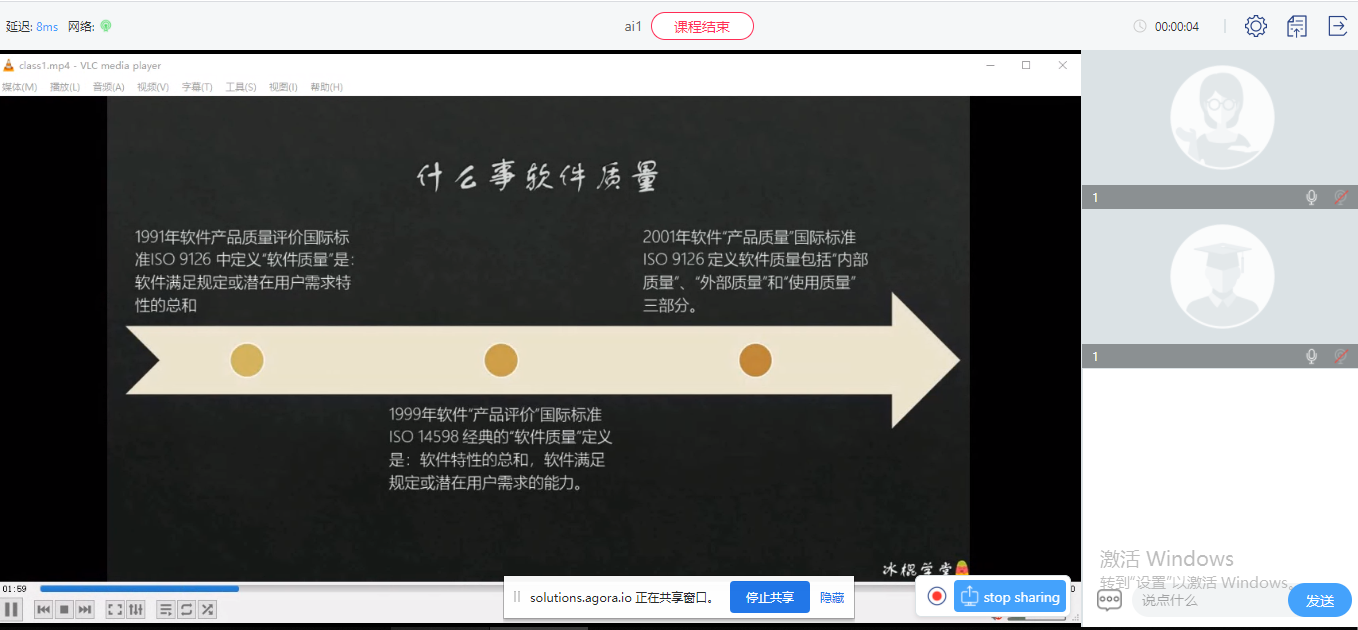 延迟: 8ms 网络:
ai1 课程结束
00:00:04
class1.mp4 - VLC media player
媒体(M) 播放(L) 音频(A) 视频(V) 字幕(T) 工具(S) 视图(I) 帮助(H)
什么事软件质量
1991年软件产品质量评价国际标
准ISO 9126 中定义“软件质量”是:
软件满足规定或潜在用户需求特
性的总和
2001年软件“产品质量”国际标准
ISO 9126 定义软件质量包括“内部
质量”、“外部质量”和“使用质量”
三部分。
1999年软件“产品评价”国际标准
ISO 14598 经典的“软件质量”定义
是：软件特性的总和，软件满足
规定或潜在用户需求的能力。
冰棍学堂
01:59
solutions.agora.io 正在共享窗口。 停止共享 隐藏
stop sharing
1
1
激活 Windows
转到“设置”以激活 Windows。
说点什么 发送